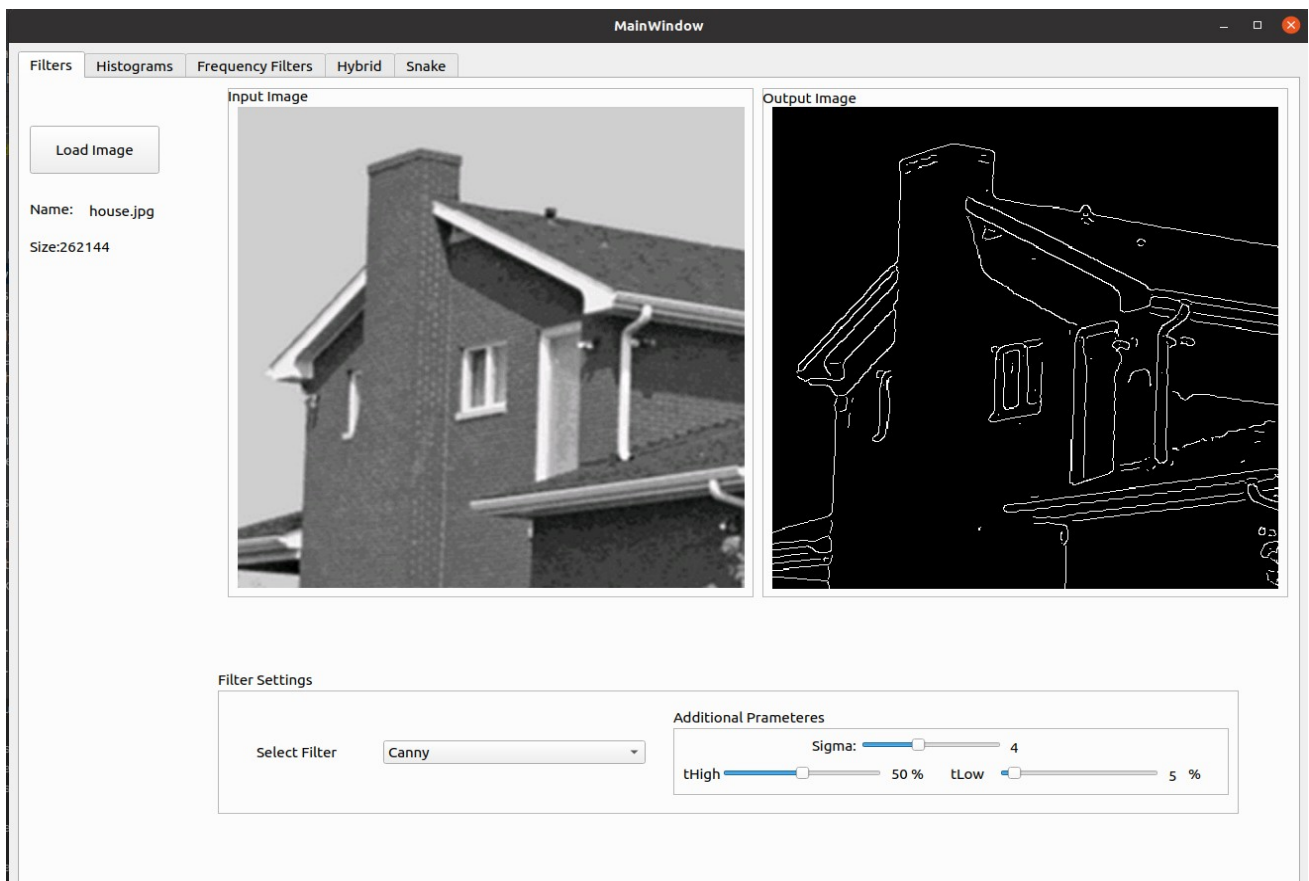 MainWindow
Filters Histograms Frequency Filters Hybrid Snake
Input Image
Output Image
Load Image
Name: house.jpg
Size:262144
Filter Settings
Select Filter Canny
Additional Prameteres
Sigma: 4
tHigh 50 % tLow 5 %